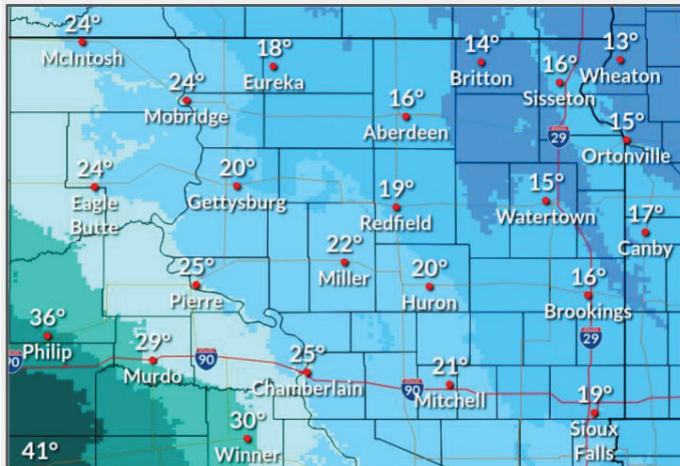 24°
McIntosh
18°
Eureka
14°
Britton
16°
Sisseton
13°
Wheaton
24°
Mobridge
16°
Aberdeen
29
15°
Ortonville
24°
Eagle
Butte
20°
Gettysburg
19°
Redfield
15°
Watertown
17°
Canby
25°
Pierre
22°
Miller
20°
Huron
16°
Brookings
36°
Philip
90
29°
Murdo
90
25°
Chamberlain
90
21°
Mitchell
29
19°
Sioux
Falls
41°
30°
Winner